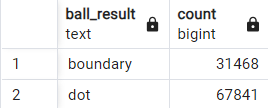 ball_result count
text bigint
1 boundary 31468
2 dot 67841